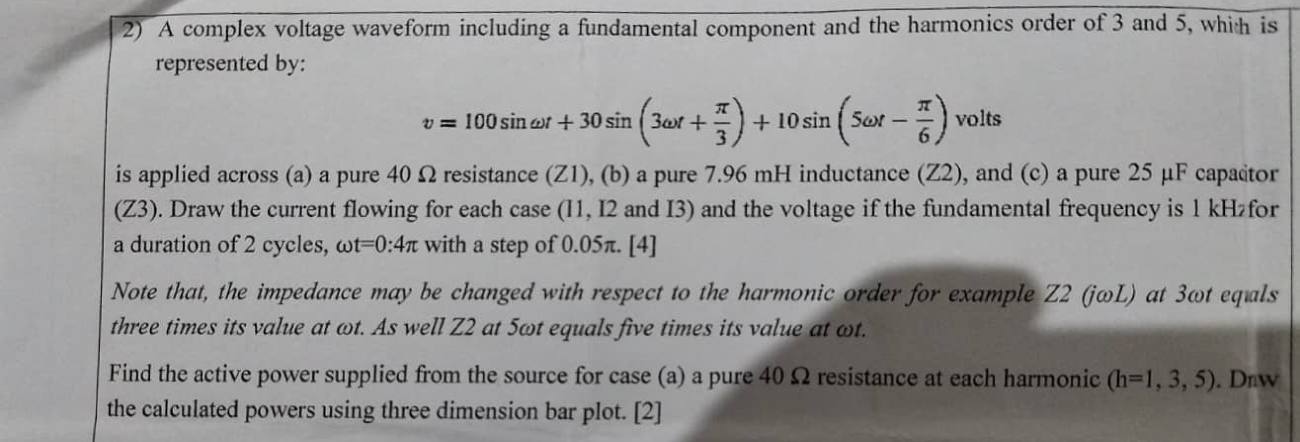 2) A complex voltage waveform including a fundamental component and the harmonics order of 3 and 5, which is
represented by:
v = 100 sin ωt + 30 sin (3ωt + π/3) + 10 sin (5ωt − π/6) volts
is applied across (a) a pure 40 Ω resistance (Z1), (b) a pure 7.96 mH inductance (Z2), and (c) a pure 25 μF capacitor
(Z3). Draw the current flowing for each case (I1, I2 and I3) and the voltage if the fundamental frequency is 1 kHz for
a duration of 2 cycles, ωt=0:4π with a step of 0.05π. [4]
Note that, the impedance may be changed with respect to the harmonic order for example Z2 (jωL) at 3ωt equals
three times its value at ωt. As well Z2 at 5ωt equals five times its value at ωt.
Find the active power supplied from the source for case (a) a pure 40 Ω resistance at each harmonic (h=1, 3, 5). Draw
the calculated powers using three dimension bar plot. [2]